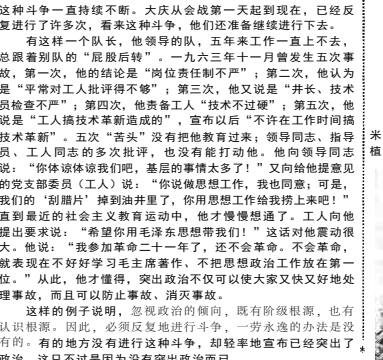 这种斗争一直持续不断。大庆从会战第一天起到现在，已经反
复进行了许多次，看来这种斗争，他们还准备继续进行下去。
有这样一个队长，他领导的队，五年来工作一直上不去，
总跟着别队的“屁股后转”。一九六三年十一月曾发生五次事
故，第一次，他的结论是“岗位责任制不严”；第二次，他认为
是“平常对工人批评得不够”；第三次，他又说是“井长、技术
员检查不严”；第四次，他责备工人“技术不过硬”；第五次，他
说是“工人搞技术革新造成的”，宣布以后“不许在工作时间搞
技术革新”。五次“苦头”没有把他教育过来；领导同志、指导
员、工人同志的多次批评，也没有能打动他。他向领导同志
说：“你体谅体谅我们吧，基层的事情太多了！”又向给他提意见
的党支部委员（工人）说：“你说做思想工作，我也同意；可是，
我们的‘刮腊片’掉到油井里了，你用思想工作给我捞上来吧！”
直到最近的社会主义教育运动中，他才慢慢想通了。工人向他
提出要求说：“希望你用毛泽东思想带我们！”这话对他震动很
大。他说：“我参加革命二十一年了，还不会革命。不会革命，
就表现在不好好学习毛主席著作、不把思想政治工作放在第一
位。”从此，他才懂得，突出政治不仅可以使大家又快又好地处
理事故，而且可以防止事故、消灭事故。
这样的例子说明，忽视政治的倾向，既有阶级根源，也有
认识根源。因此，必须反复地进行斗争，一劳永逸的办法是没
有的。有的地方没有进行这种斗争，却轻率地宣布已经突出了
政治，这只不过是因为没有突出政治而已
米
植
*